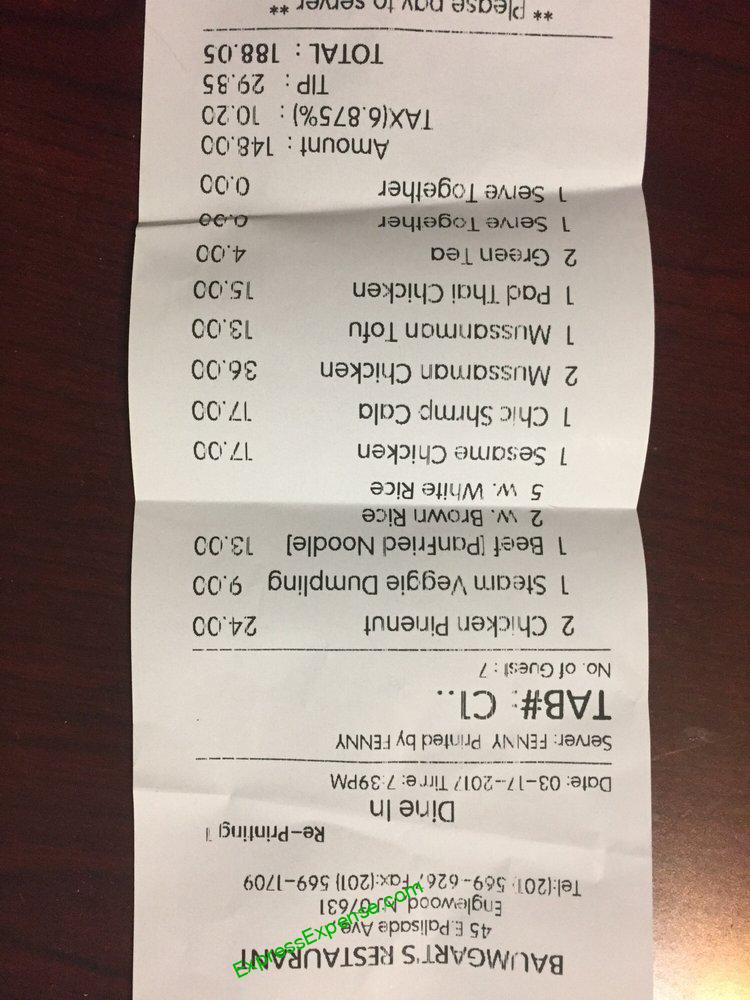 BAUMGART'S RESTAURANT
45 E.Palisade Ave
Englewood NJ 07631
Tel:(201) 569-6267 Fax:(201) 569-1709
Re-Printing 1
Dine In
Date: 03-17-2017 Time: 7:39PM
Server: FENNY Printed by FENNY
TAB#: C1..
No. of Guest : 7
2 Chicken Pinenut 24.00
1 Steam Veggie Dumpling 9.00
1 Beef [Panfried Noodle] 13.00
2 w. Brown Rice
5 w. White Rice
1 Sesame Chicken 17.00
1 Chic Shrmp Cala 17.00
2 Mussaman Chicken 36.00
1 Mussanman Tofu 13.00
1 Pad Thai Chicken 15.00
2 Green Tea 4.00
1 Serve Together 0.00
1 Serve Together 0.00
Amount : 148.00
TAX(6.875%) : 10.20
TIP : 29.85
TOTAL : 188.05
** Please pay to server **
ExpressExpense.com